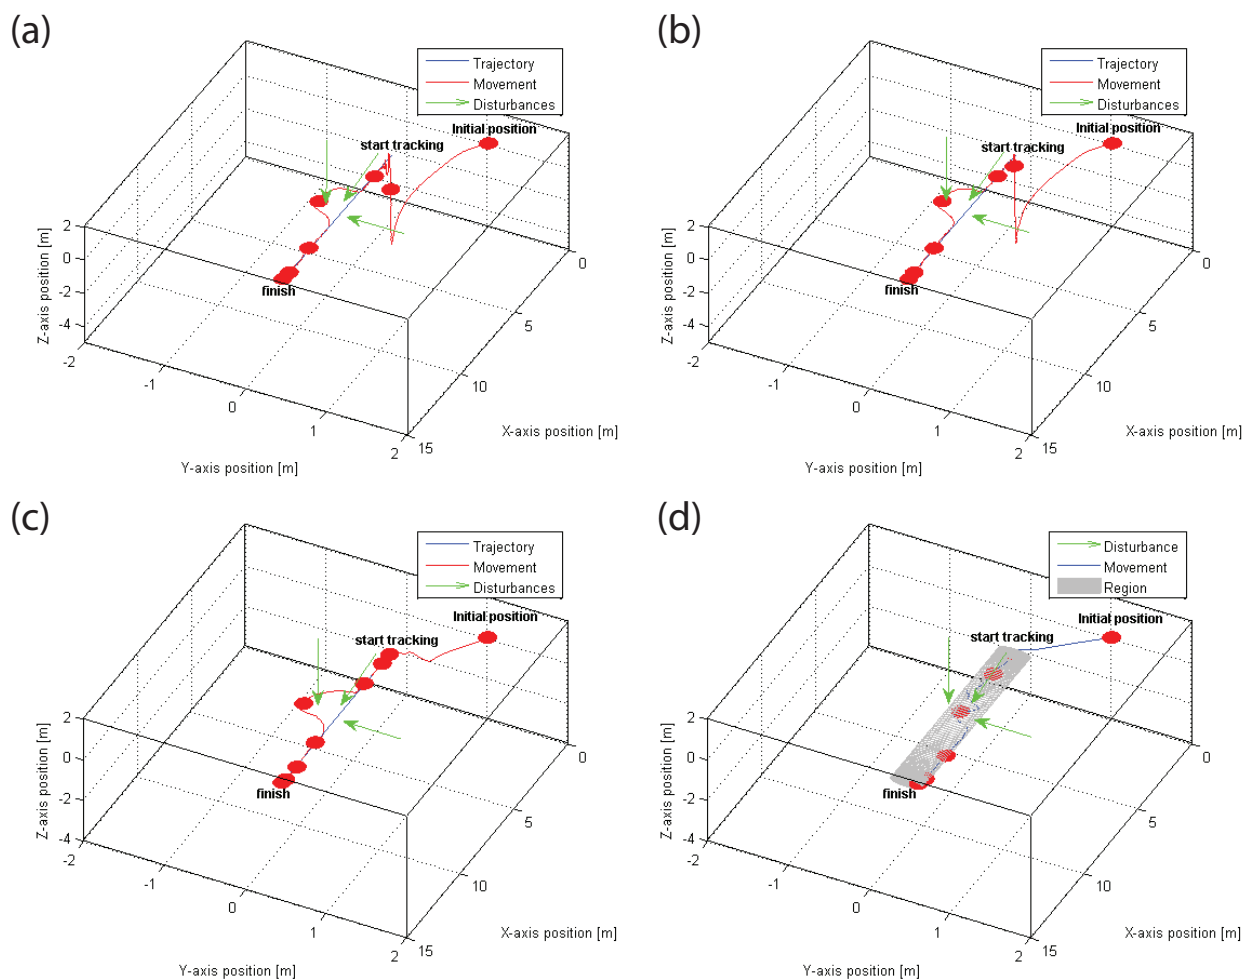 (a)
Trajectory
Movement
Disturbances
Initial position
start tracking
finish
2
0
-2
-4
Z-axis position [m]
-2
-1
0
1
2
Y-axis position [m]
0
5
10
15
X-axis position [m]
(b)
Trajectory
Movement
Disturbances
Initial position
start tracking
finish
2
0
-2
-4
Z-axis position [m]
-2
-1
0
1
2
Y-axis position [m]
0
5
10
15
X-axis position [m]
(c)
Trajectory
Movement
Disturbances
Initial position
start tracking
finish
2
0
-2
-4
Z-axis position [m]
-2
-1
0
1
2
Y-axis position [m]
0
5
10
15
X-axis position [m]
(d)
Disturbance
Movement
Region
Initial position
start tracking
finish
2
0
-2
-4
Z-axis position [m]
-2
-1
0
1
2
Y-axis position [m]
0
5
10
15
X-axis position [m]